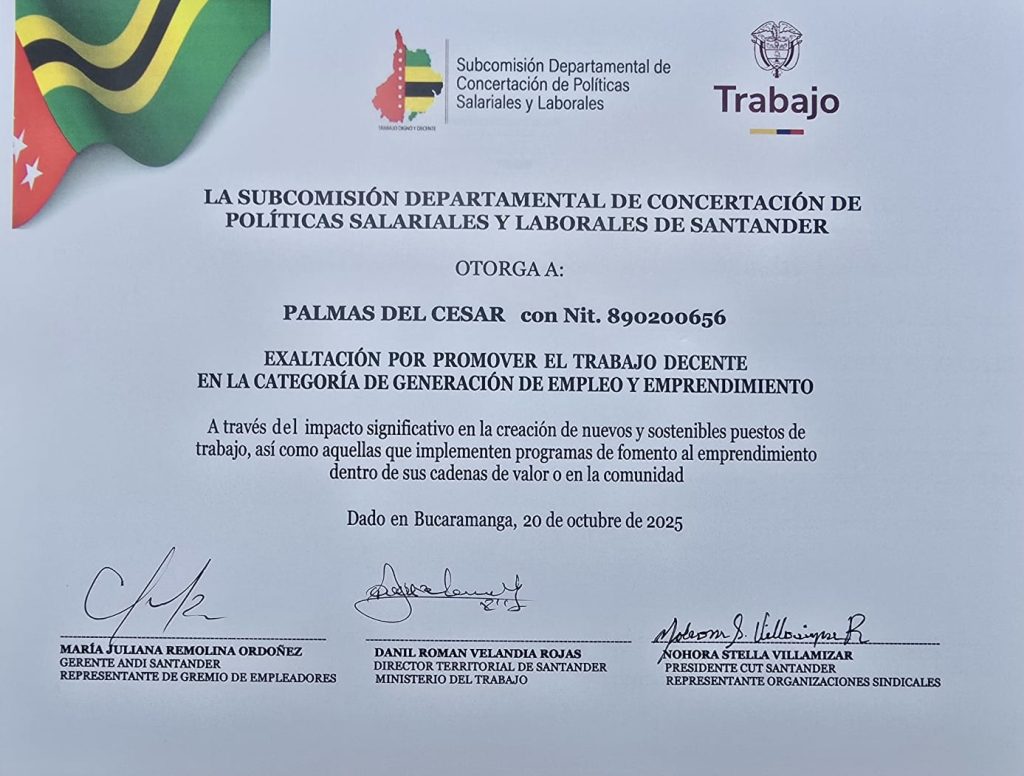 Subcomisión Departamental de
Concertación de Políticas
Salariales y Laborales
TRABAJO DIGNO Y DECENTE
Trabajo
LA SUBCOMISIÓN DEPARTAMENTAL DE CONCERTACIÓN DE
POLÍTICAS SALARIALES Y LABORALES DE SANTANDER
OTORGA A:
PALMAS DEL CESAR con Nit. 890200656
EXALTACIÓN POR PROMOVER EL TRABAJO DECENTE
EN LA CATEGORÍA DE GENERACIÓN DE EMPLEO Y EMPRENDIMIENTO
A través del impacto significativo en la creación de nuevos y sostenibles puestos de
trabajo, así como aquellas que implementen programas de fomento al emprendimiento
dentro de sus cadenas de valor o en la comunidad
Dado en Bucaramanga, 20 de octubre de 2025
MARÍA JULIANA REMOLINA ORDOÑEZ
GERENTE ANDI SANTANDER
REPRESENTANTE DE GREMIO DE EMPLEADORES
DANIL ROMAN VELANDIA ROJAS
DIRECTOR TERRITORIAL DE SANTANDER
MINISTERIO DEL TRABAJO
NOHORA STELLA VILLAMIZAR
PRESIDENTE CUT SANTANDER
REPRESENTANTE ORGANIZACIONES SINDICALES